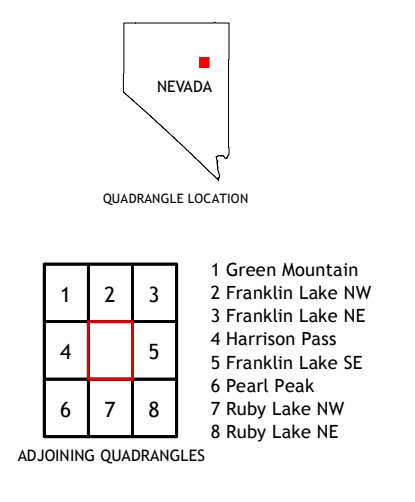 NEVADA
QUADRANGLE LOCATION
1 2 3
4 5
6 7 8
ADJOINING QUADRANGLES
1 Green Mountain
2 Franklin Lake NW
3 Franklin Lake NE
4 Harrison Pass
5 Franklin Lake SE
6 Pearl Peak
7 Ruby Lake NW
8 Ruby Lake NE